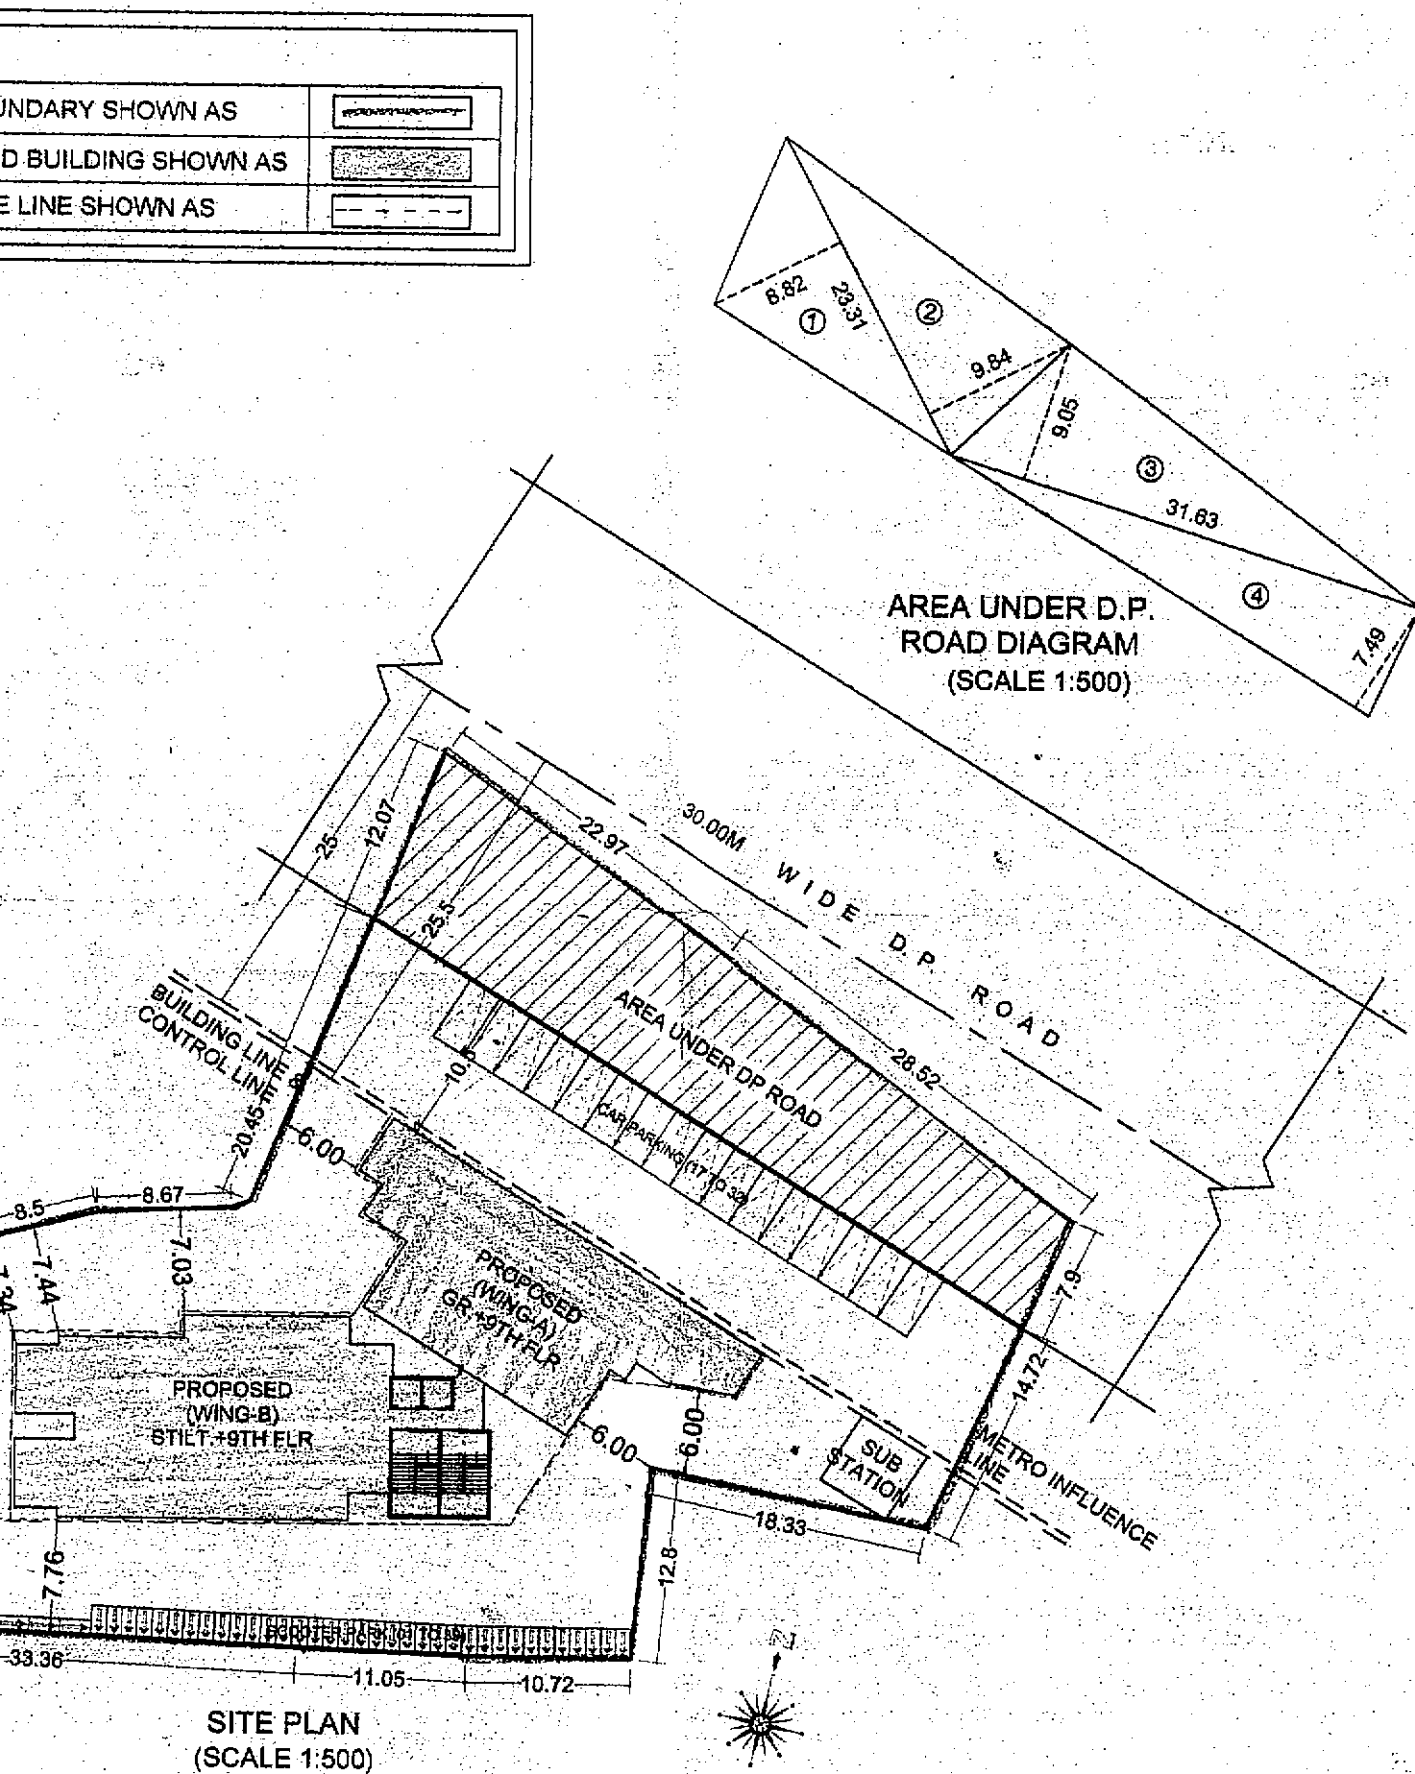 UNDARY SHOWN AS
D BUILDING SHOWN AS
E LINE SHOWN AS
8.82
23.31
①
②
9.84
9.05
③
31.63
④
7.49
AREA UNDER D.P.
ROAD DIAGRAM
(SCALE 1:500)
25
12.07
22.97
30.00M WIDE D.P. ROAD
25.5
BUILDING LINE &
CONTROL LINE
AREA UNDER DP ROAD
28.52
CAR PARKING (17 TO 32)
20.45
6.00
8.5
8.67
7.44
7.03
7.9
14.72
PROPOSED
(WING-A)
GR.+9TH FLR
PROPOSED
(WING-B)
STILT +9TH FLR
6.00
6.00
SUB
STATION
METRO INFLUENCE
LINE
18.33
12.8
7.76
33.36
11.05
10.72
SITE PLAN
(SCALE 1:500)